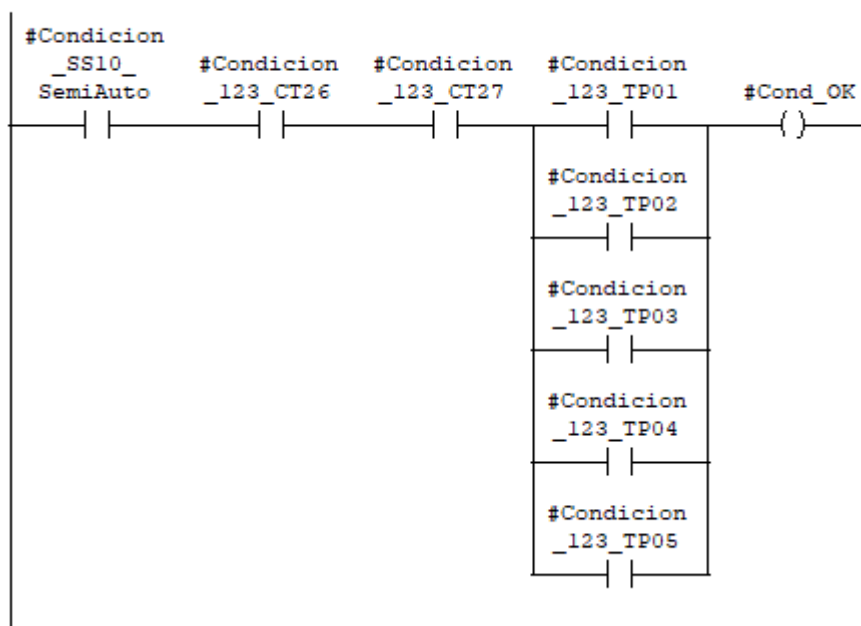 #Condicion
_SS10_
SemiAuto
#Condicion
_123_CT26
#Condicion
_123_CT27
#Condicion
_123_TP01
#Cond_OK
#Condicion
_123_TP02
#Condicion
_123_TP03
#Condicion
_123_TP04
#Condicion
_123_TP05